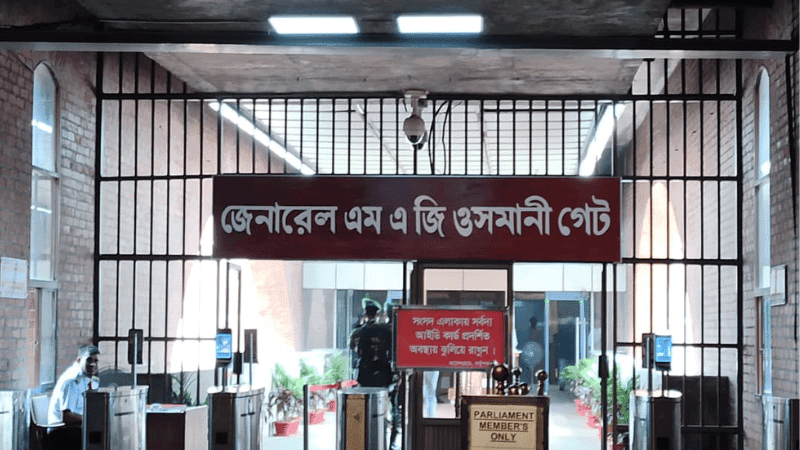 জেনারেল এম এ জি ওসমানী গেট
সংসদ এলাকায় সর্বদা
আইডি কার্ড প্রদর্শিত
অবস্থায় ঝুলিয়ে রাখুন ।
PARLIAMENT
MEMBER'S
ONLY